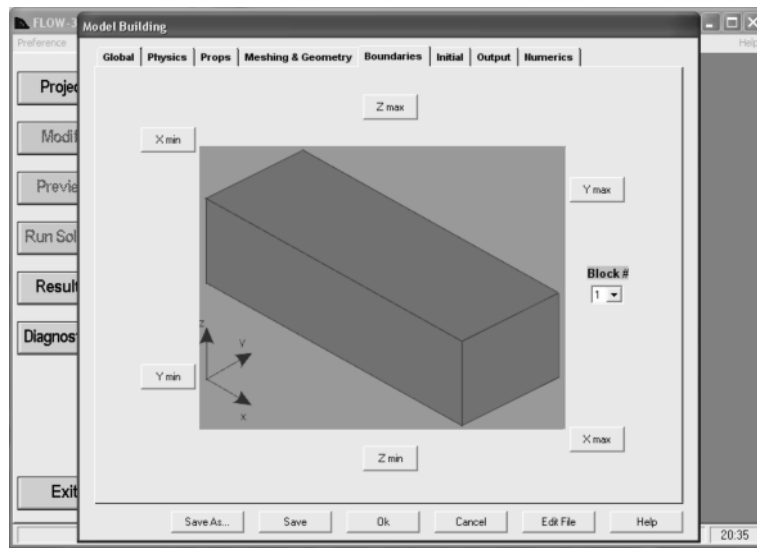 FLOW-3
Model Building
Preference
Help
Global Physics Props Meshing & Geometry Boundaries Initial Output Numerics
Projec
Modif
Previe
Run Sol
Result
Diagnos
Exit
Z max
X min
Y max
Block #
1
z
y
x
Y min
X max
Z min
Save As... Save Ok Cancel Edit File Help
20:35